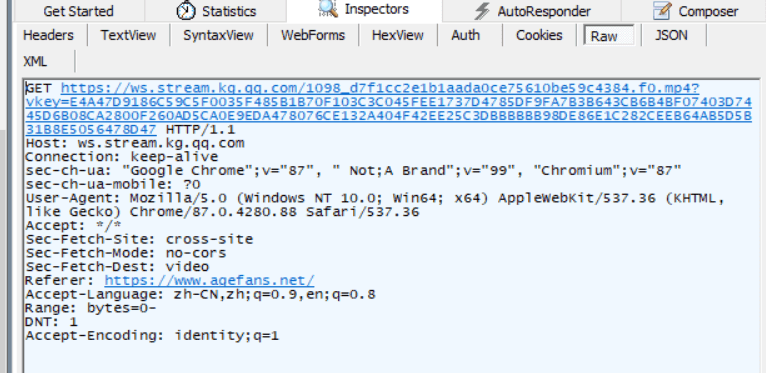 Get Started Statistics Inspectors AutoResponder Composer
Headers TextView SyntaxView WebForms HexView Auth Cookies Raw JSON
XML
GET https://ws.stream.kg.qq.com/1098_d7f1cc2e1b1aada0ce75610be59c4384.f0.mp4?
vkey=E4A47D9186C59C5F0035F485B1B70F103C3C045FEE1737D4785DF9FA7B3B643CB6B4BF07403D74
45D6B08CA2800F260AD5CA0E9EDA478076CE132A404F42EE25C3DBBBBBB98DE86E1C282CEEB64AB5D5B
31B8E5056478D47 HTTP/1.1
Host: ws.stream.kg.qq.com
Connection: keep-alive
sec-ch-ua: "Google Chrome";v="87", " Not;A Brand";v="99", "Chromium";v="87"
sec-ch-ua-mobile: ?0
User-Agent: Mozilla/5.0 (Windows NT 10.0; Win64; x64) AppleWebKit/537.36 (KHTML,
like Gecko) Chrome/87.0.4280.88 Safari/537.36
Accept: */*
Sec-Fetch-Site: cross-site
Sec-Fetch-Mode: no-cors
Sec-Fetch-Dest: video
Referer: https://www.agefans.net/
Accept-Language: zh-CN,zh;q=0.9,en;q=0.8
Range: bytes=0-
DNT: 1
Accept-Encoding: identity;q=1